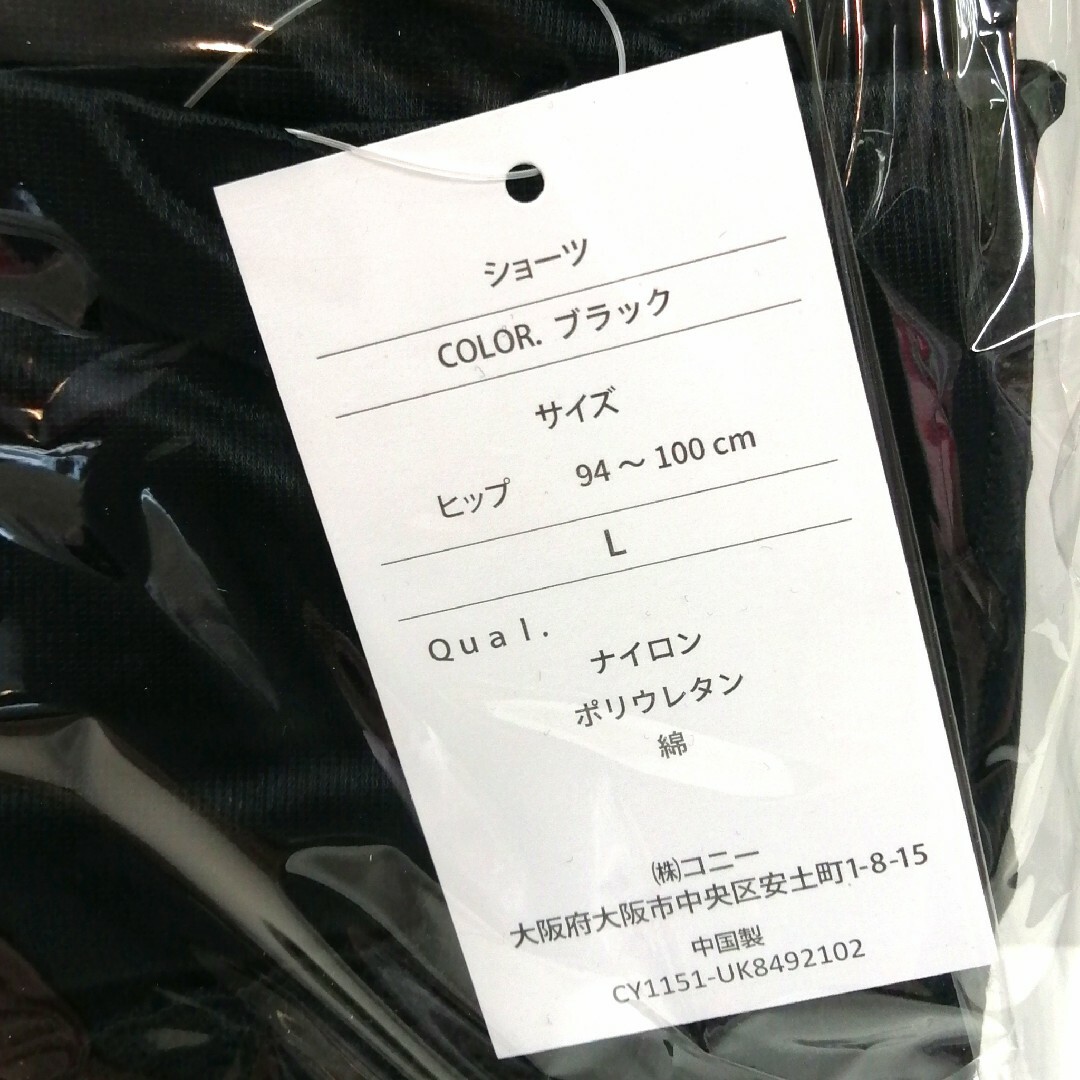 ショーツ
COLOR. ブラック
サイズ
ヒップ 94 ～ 100 cm
L
Qual.
ナイロン
ポリウレタン
綿
㈱コニー
大阪府大阪市中央区安土町1-8-15
中国製
CY1151-UK8492102